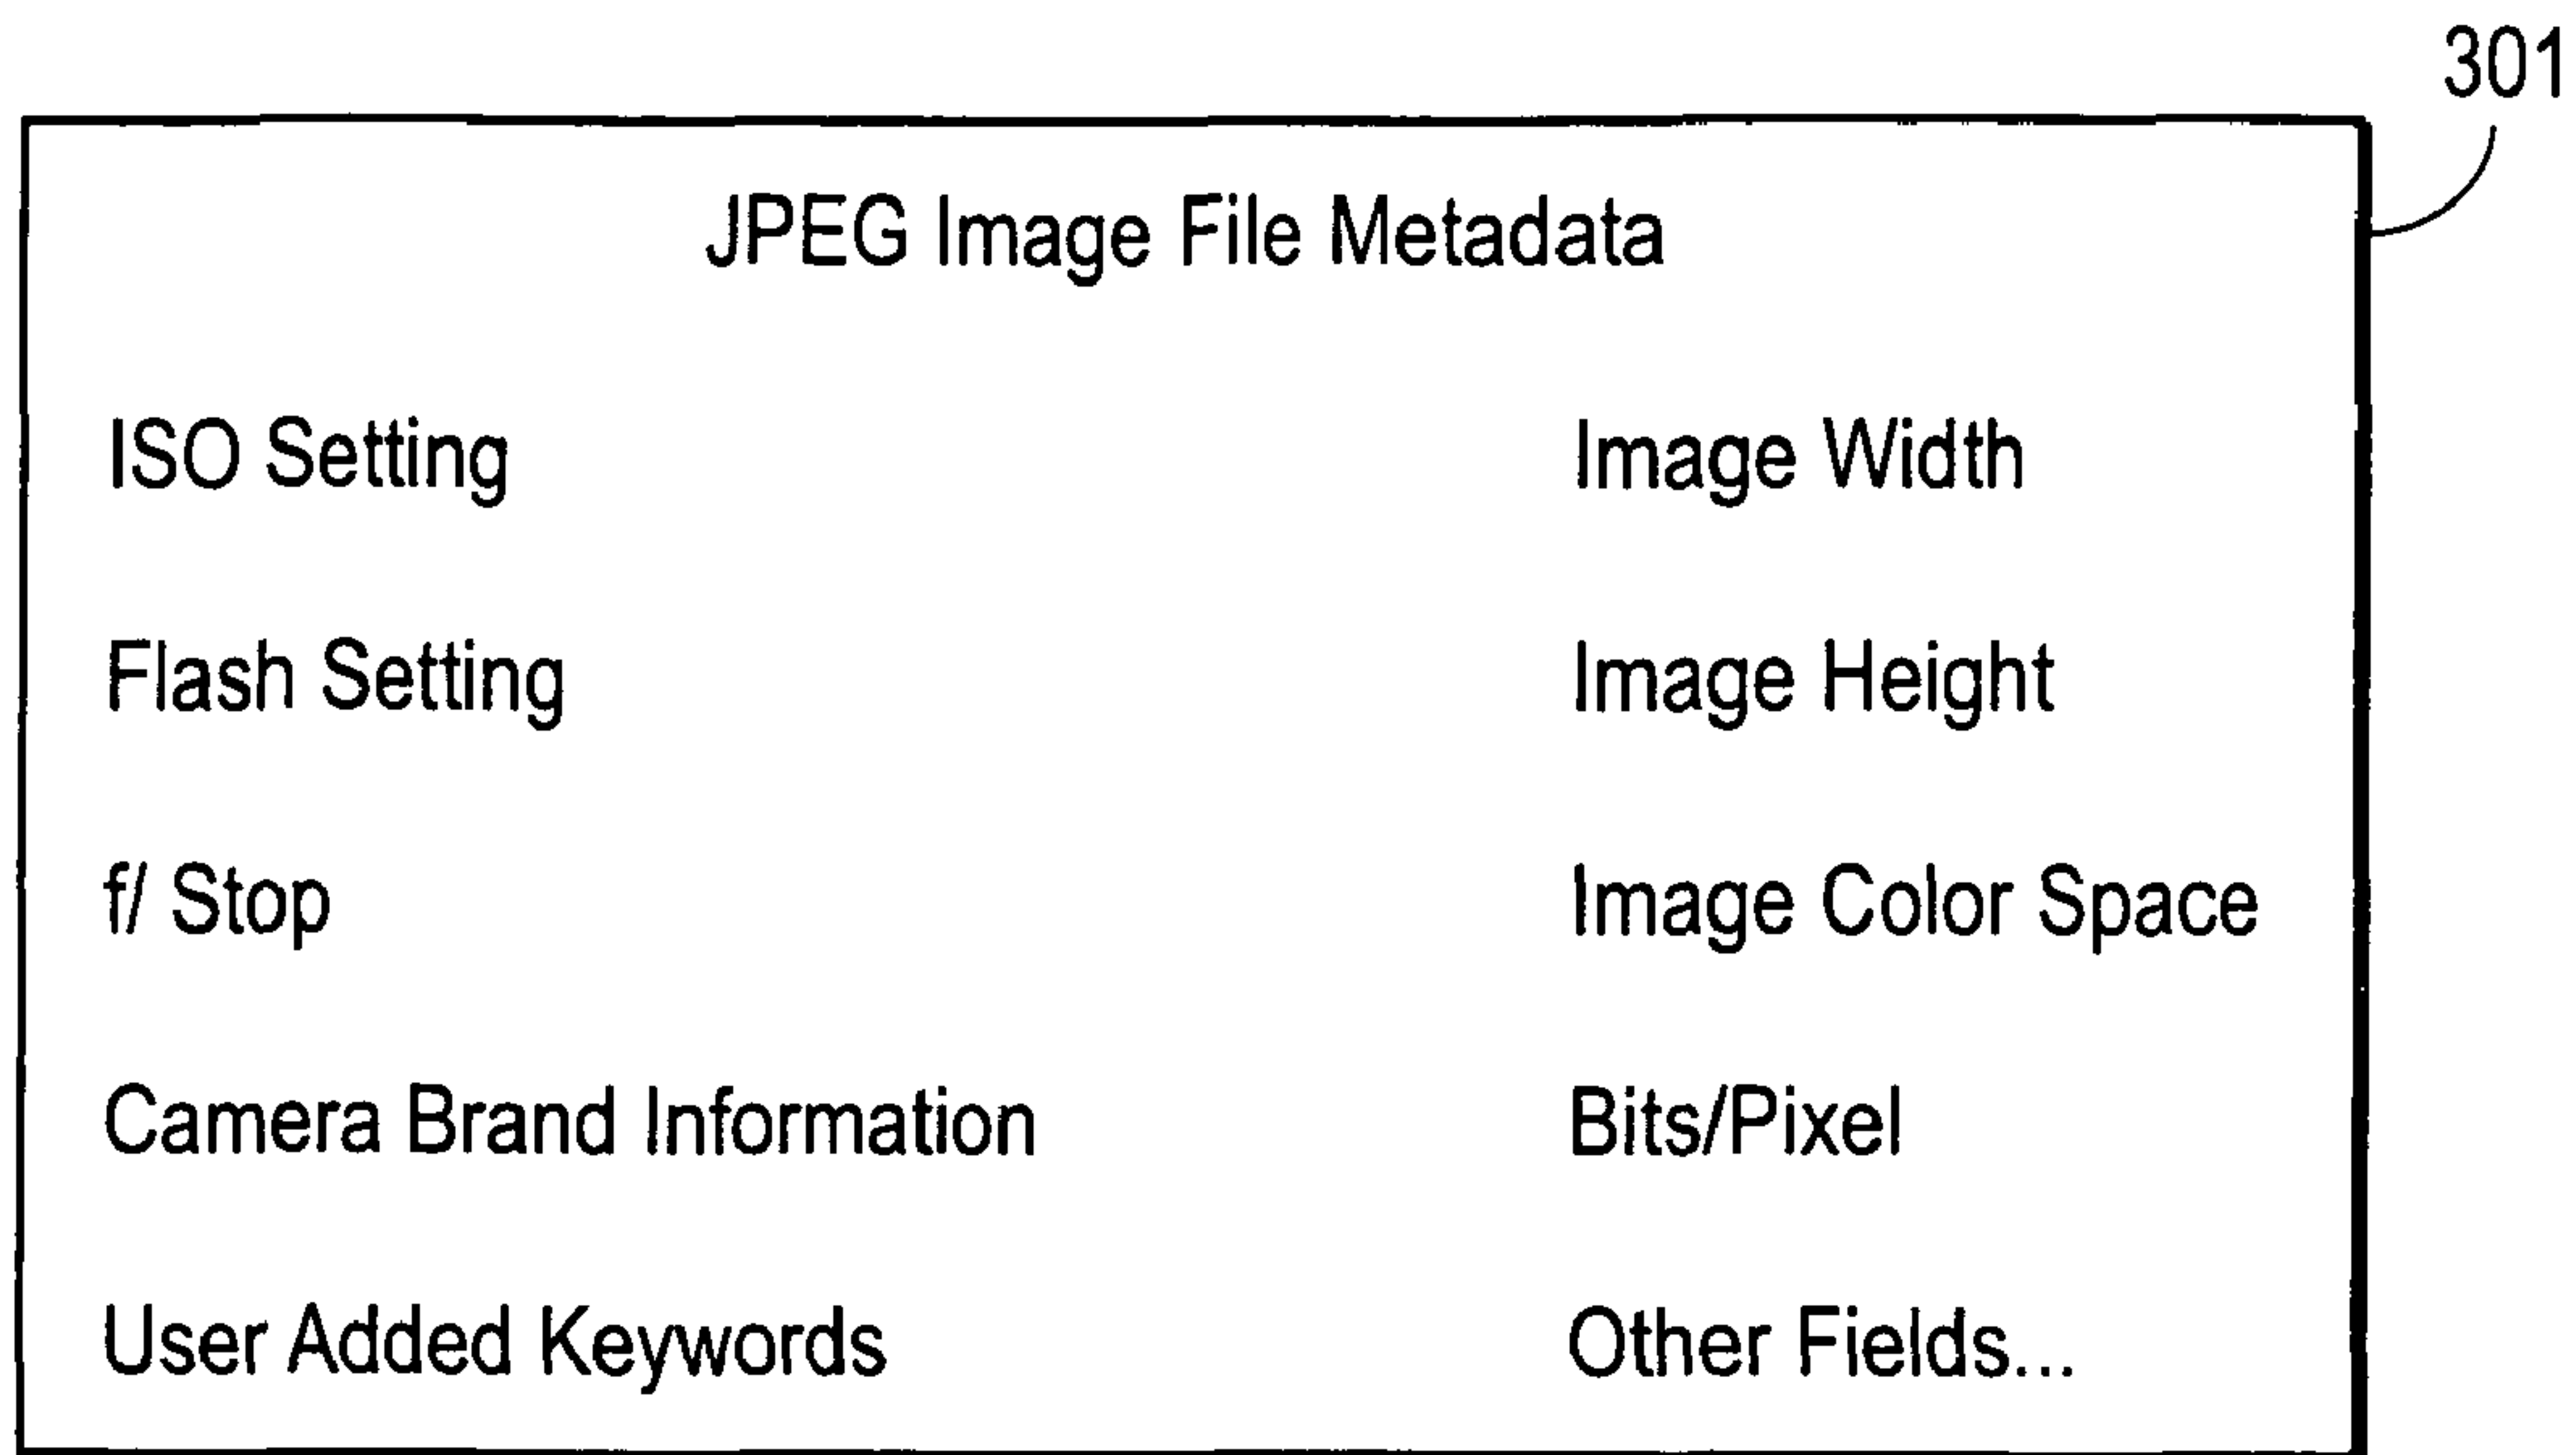 301
JPEG Image File Metadata
ISO Setting
Image Width
Flash Setting
Image Height
f/ Stop
Image Color Space
Camera Brand Information
Bits/Pixel
User Added Keywords
Other Fields...